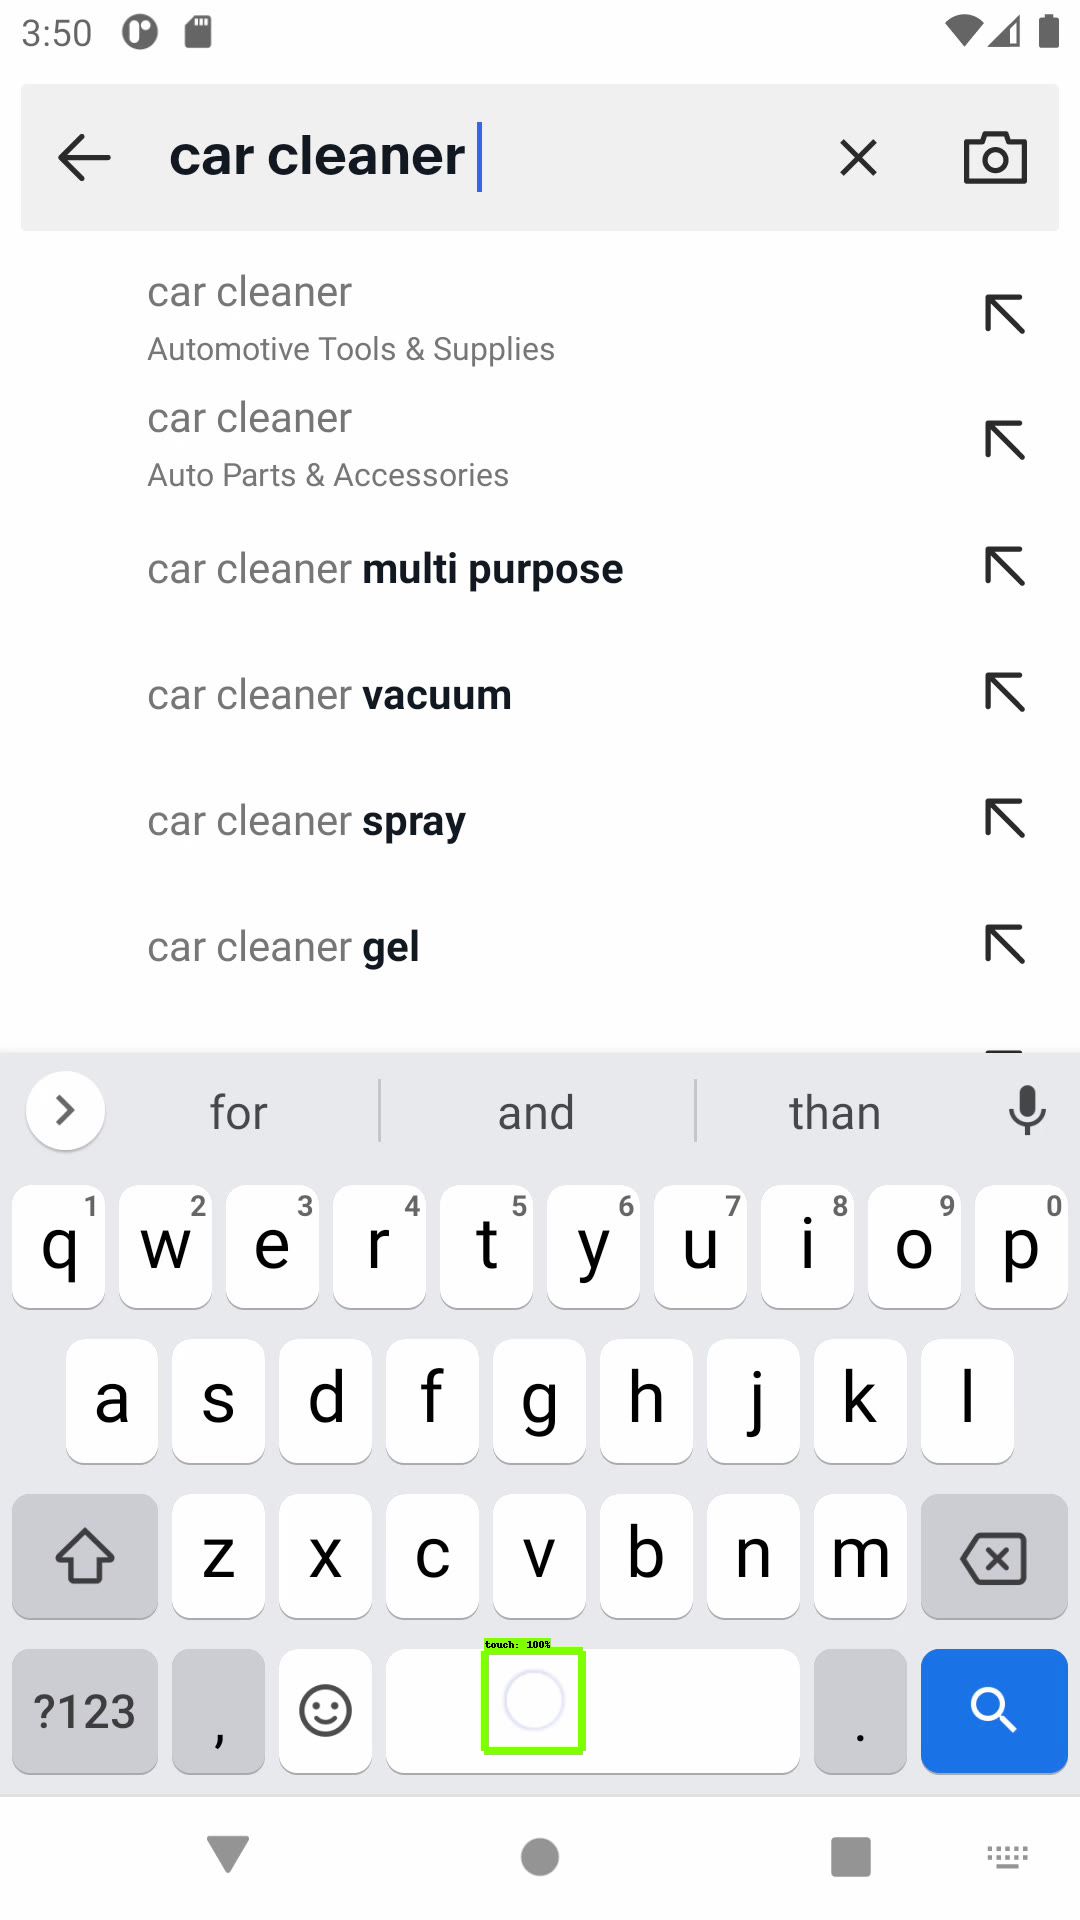 3:50
car cleaner
car cleaner
Automotive Tools & Supplies
car cleaner
Auto Parts & Accessories
car cleaner multi purpose
car cleaner vacuum
car cleaner spray
car cleaner gel
for and than
1 2 3 4 5 6 7 8 9 0
q w e r t y u i o p
a s d f g h j k l
z x c v b n m
touch: 100%
?123 , .